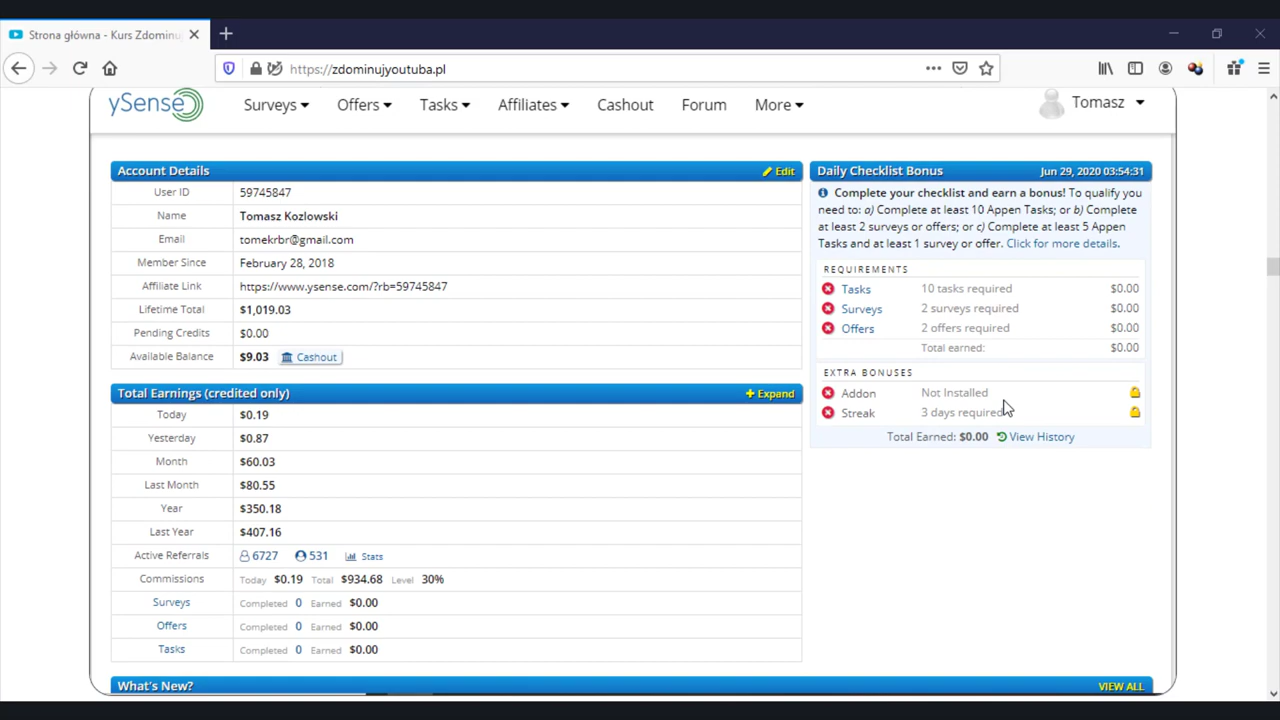 Strona główna - Kurs Zdominuj
https://zdominujyoutuba.pl
ySense Surveys Offers Tasks Affiliates Cashout Forum More Tomasz
Account Details Edit
User ID 59745847
Name Tomasz Kozlowski
Email tomekrbr@gmail.com
Member Since February 28, 2018
Affiliate Link https://www.ysense.com/?rb=59745847
Lifetime Total $1,019.03
Pending Credits $0.00
Available Balance $9.03 Cashout
Total Earnings (credited only) Expand
Today $0.19
Yesterday $0.87
Month $60.03
Last Month $80.55
Year $350.18
Last Year $407.16
Active Referrals 6727 531 Stats
Commissions Today $0.19 Total $934.68 Level 30%
Surveys Completed 0 Earned $0.00
Offers Completed 0 Earned $0.00
Tasks Completed 0 Earned $0.00
What's New? VIEW ALL
Daily Checklist Bonus Jun 29, 2020 03:54:31
Complete your checklist and earn a bonus! To qualify you
need to: a) Complete at least 10 Appen Tasks; or b) Complete
at least 2 surveys or offers; or c) Complete at least 5 Appen
Tasks and at least 1 survey or offer. Click for more details.
REQUIREMENTS
Tasks 10 tasks required $0.00
Surveys 2 surveys required $0.00
Offers 2 offers required $0.00
Total earned: $0.00
EXTRA BONUSES
Addon Not Installed
Streak 3 days required
Total Earned: $0.00 View History